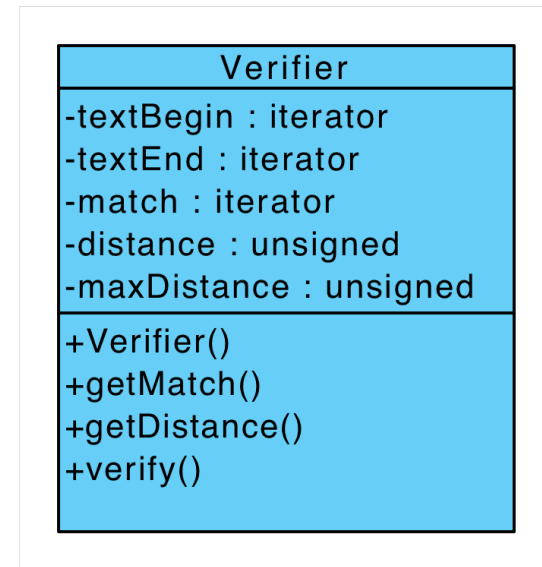 Verifier
-textBegin : iterator
-textEnd : iterator
-match : iterator
-distance : unsigned
-maxDistance : unsigned
+Verifier()
+getMatch()
+getDistance()
+verify()